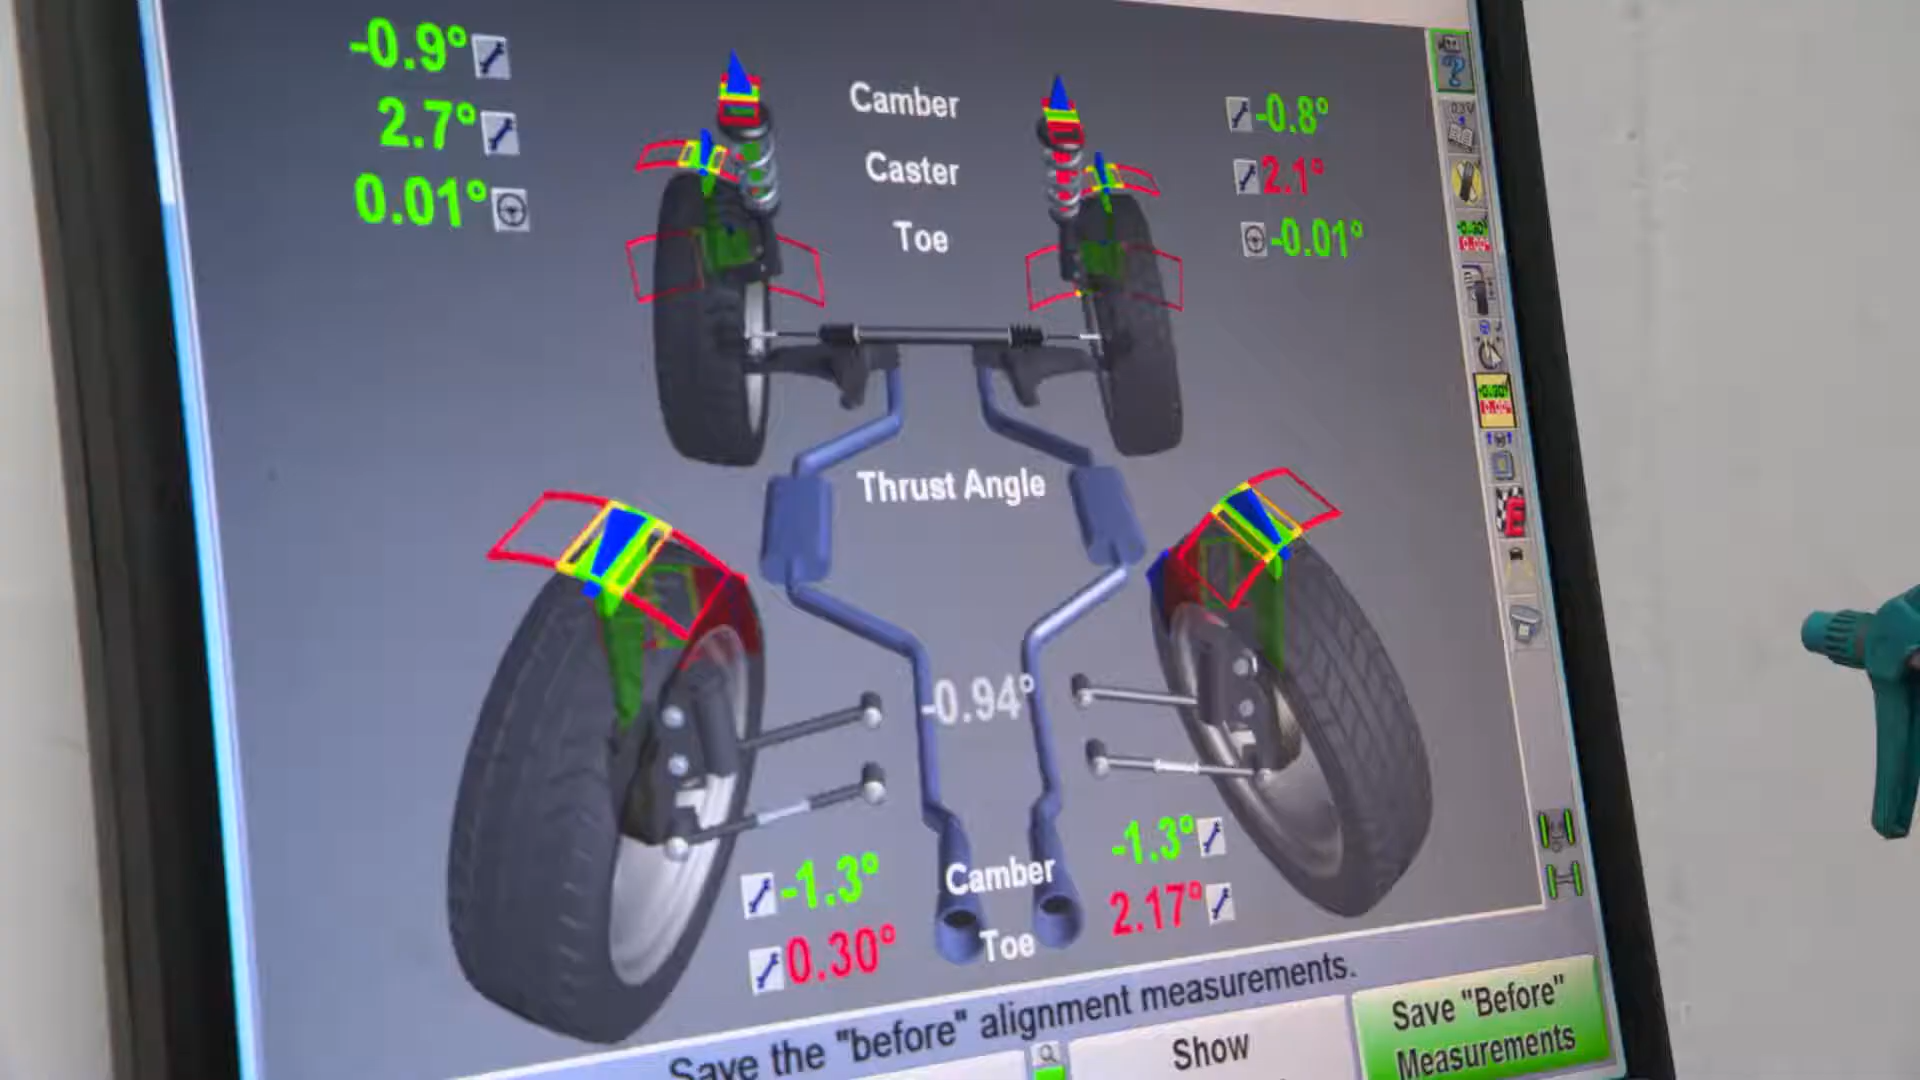 -0.9° Camber -0.8°
2.7° Caster 2.1°
0.01° Toe -0.01°
Thrust Angle
-0.94°
-1.3° Camber -1.3°
0.30° Toe 2.17°
Save the "before" alignment measurements.
Show
Save "Before"
Measurements